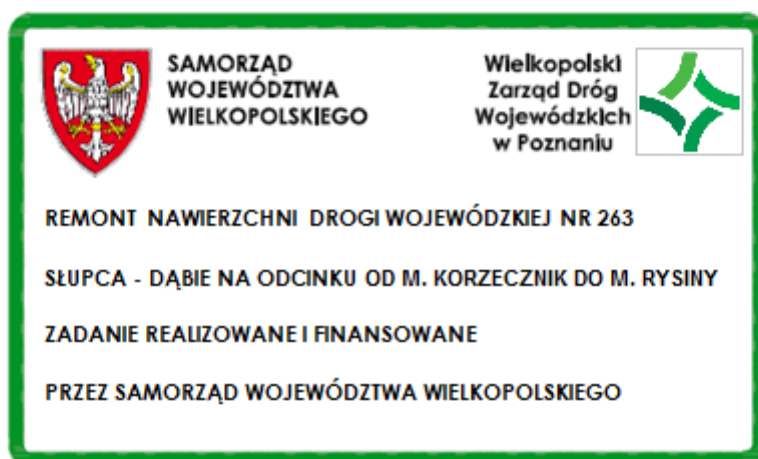 SAMORZĄD
WOJEWÓDZTWA
WIELKOPOLSKIEGO
Wielkopolski
Zarząd Dróg
Wojewódzkich
w Poznaniu
REMONT NAWIERZCHNI DROGI WOJEWÓDZKIEJ NR 263
SŁUPCA - DĄBIE NA ODCINKU OD M. KORZECZNIK DO M. RYSINY
ZADANIE REALIZOWANE I FINANSOWANE
PRZEZ SAMORZĄD WOJEWÓDZTWA WIELKOPOLSKIEGO